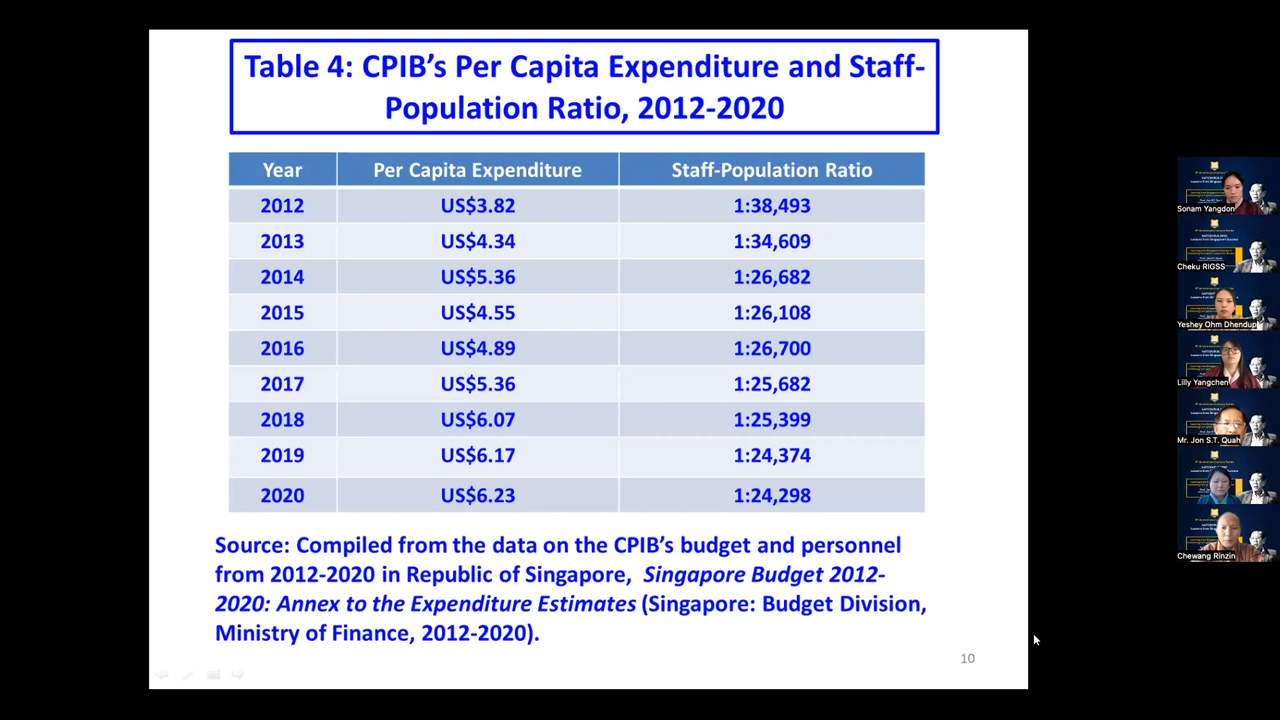 Table 4: CPIB’s Per Capita Expenditure and Staff-
Population Ratio, 2012-2020
Year Per Capita Expenditure Staff-Population Ratio
2012 US$3.82 1:38,493
2013 US$4.34 1:34,609
2014 US$5.36 1:26,682
2015 US$4.55 1:26,108
2016 US$4.89 1:26,700
2017 US$5.36 1:25,682
2018 US$6.07 1:25,399
2019 US$6.17 1:24,374
2020 US$6.23 1:24,298
Source: Compiled from the data on the CPIB’s budget and personnel
from 2012-2020 in Republic of Singapore, Singapore Budget 2012-
2020: Annex to the Expenditure Estimates (Singapore: Budget Division,
Ministry of Finance, 2012-2020).
10
Sonam Yangdon
Cheku RIGSS
Yeshey Ohm Dhendup
Lilly Yangchen
Mr. Jon S.T. Quah
Chewang Rinzin